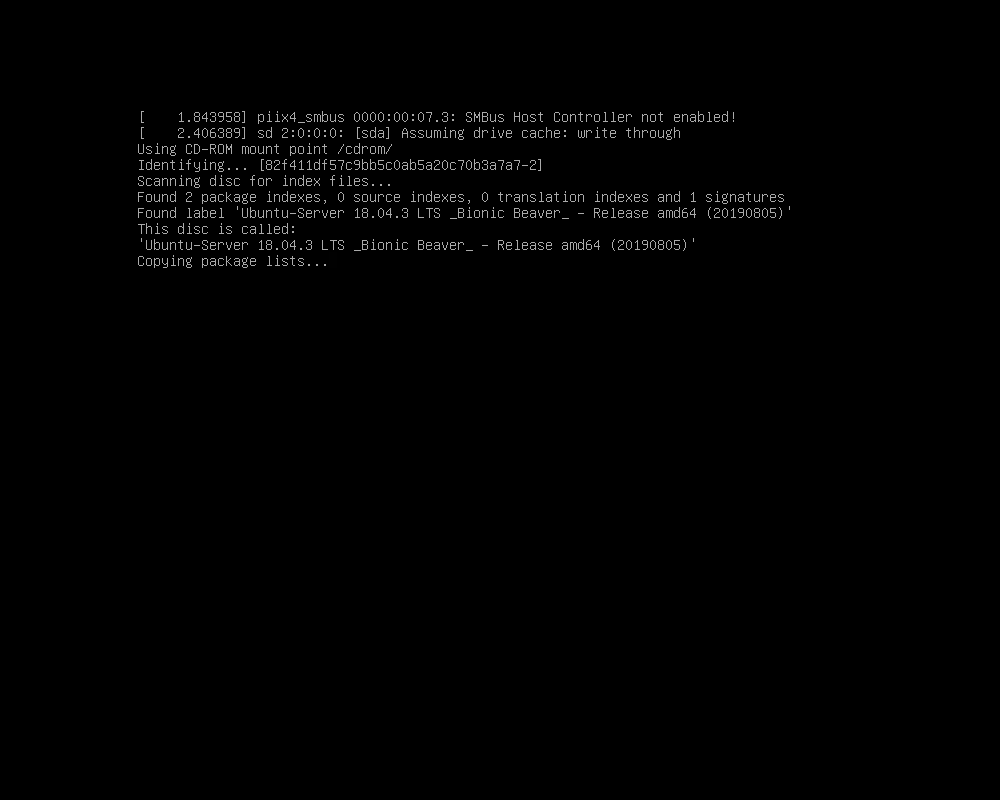 [    1.843958] piix4_smbus 0000:00:07.3: SMBus Host Controller not enabled!
[    2.406389] sd 2:0:0:0: [sda] Assuming drive cache: write through
Using CD-ROM mount point /cdrom/
Identifying... [82f411df57c9bb5c0ab5a20c70b3a7a7-2]
Scanning disc for index files...
Found 2 package indexes, 0 source indexes, 0 translation indexes and 1 signatures
Found label 'Ubuntu-Server 18.04.3 LTS _Bionic Beaver_ - Release amd64 (20190805)'
This disc is called:
'Ubuntu-Server 18.04.3 LTS _Bionic Beaver_ - Release amd64 (20190805)'
Copying package lists...